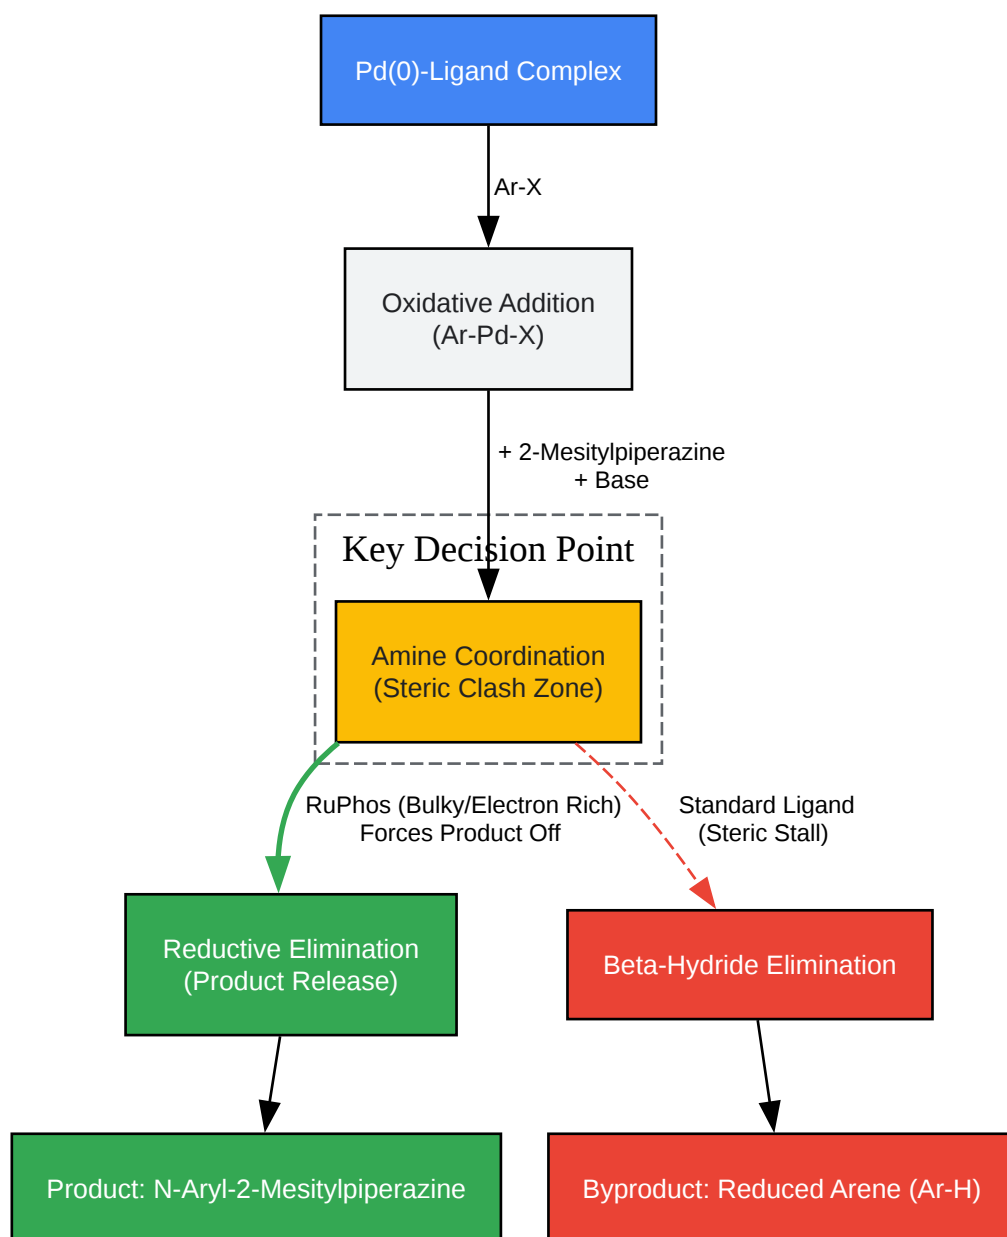 Pd(0)-Ligand Complex
Ar-X
Oxidative Addition
(Ar-Pd-X)
+ 2-Mesitylpiperazine
+ Base
Key Decision Point
Amine Coordination
(Steric Clash Zone)
RuPhos (Bulky/Electron Rich)
Forces Product Off
Standard Ligand
(Steric Stall)
Reductive Elimination
(Product Release)
Beta-Hydride Elimination
Product: N-Aryl-2-Mesitylpiperazine
Byproduct: Reduced Arene (Ar-H)